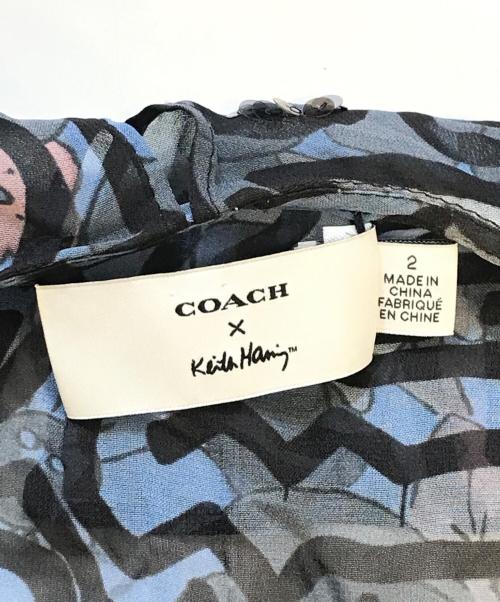 COACH
×
Keith Haring™
2
MADE IN
CHINA
FABRIQUÉ
EN CHINE